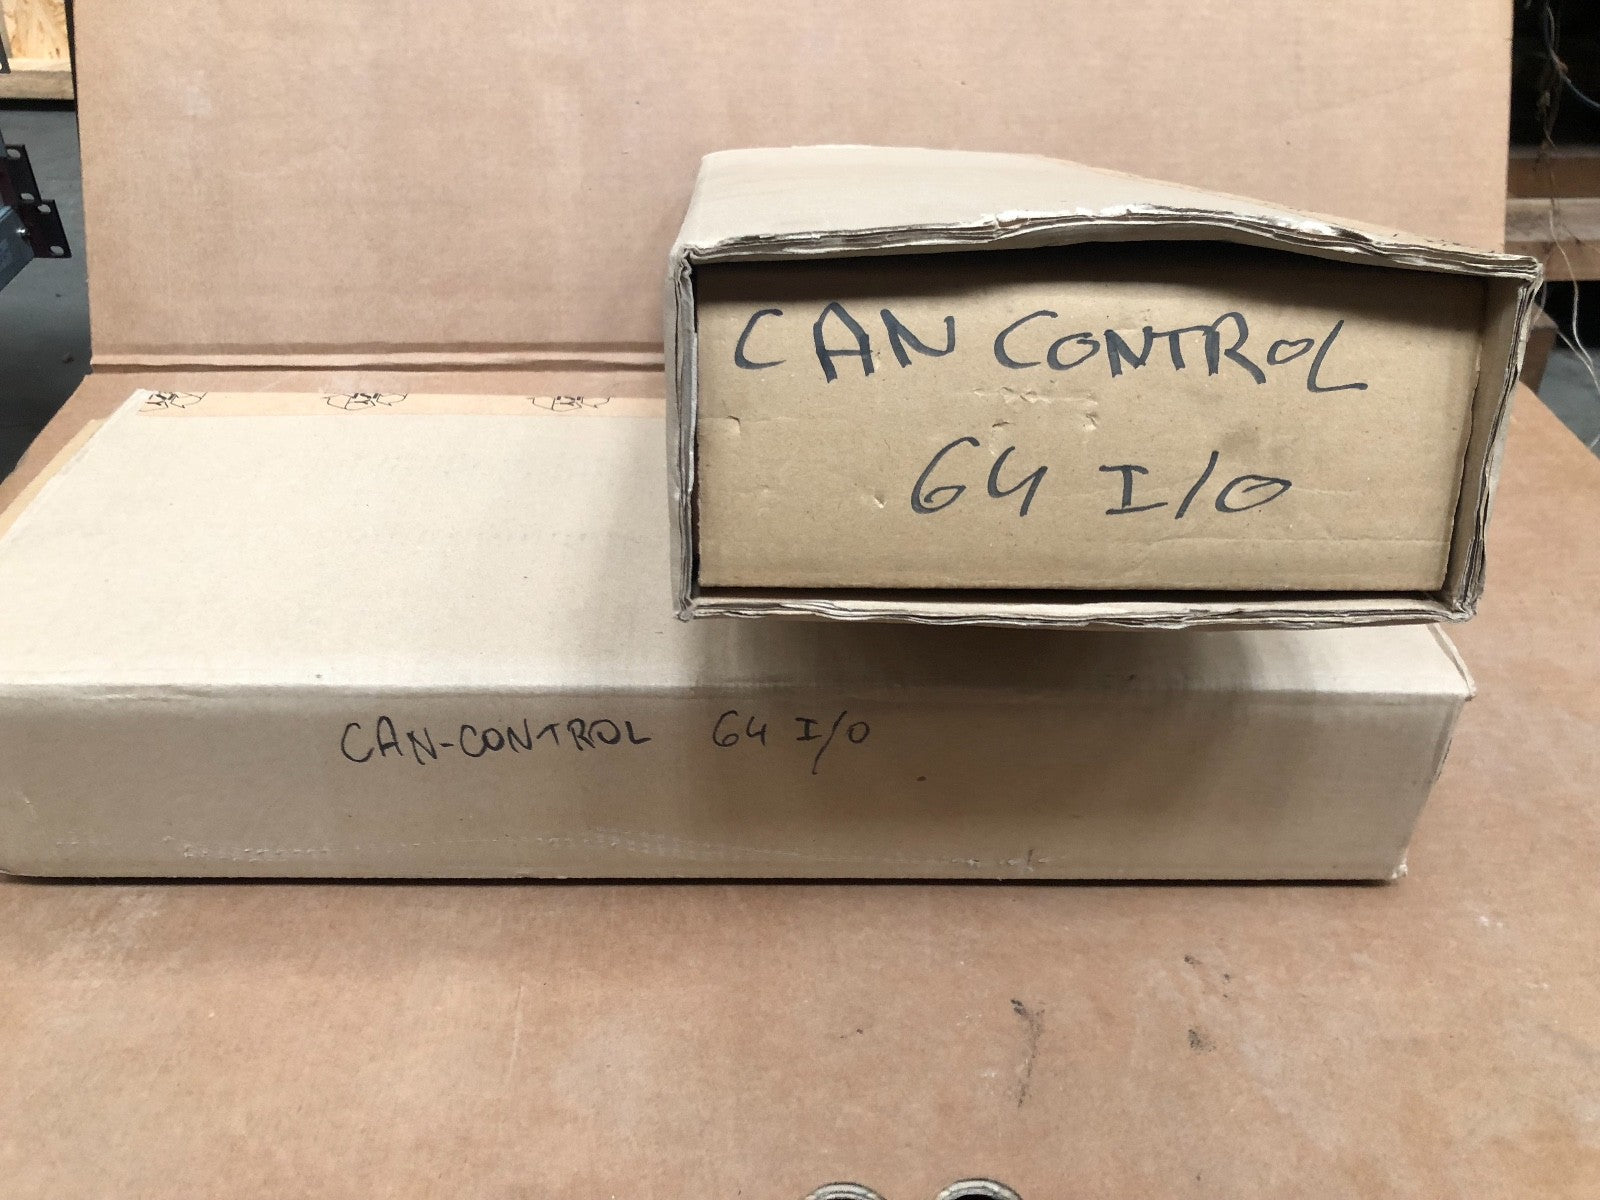 CAN CONTROL
64 I/O
CAN-CONTROL 64 I/O